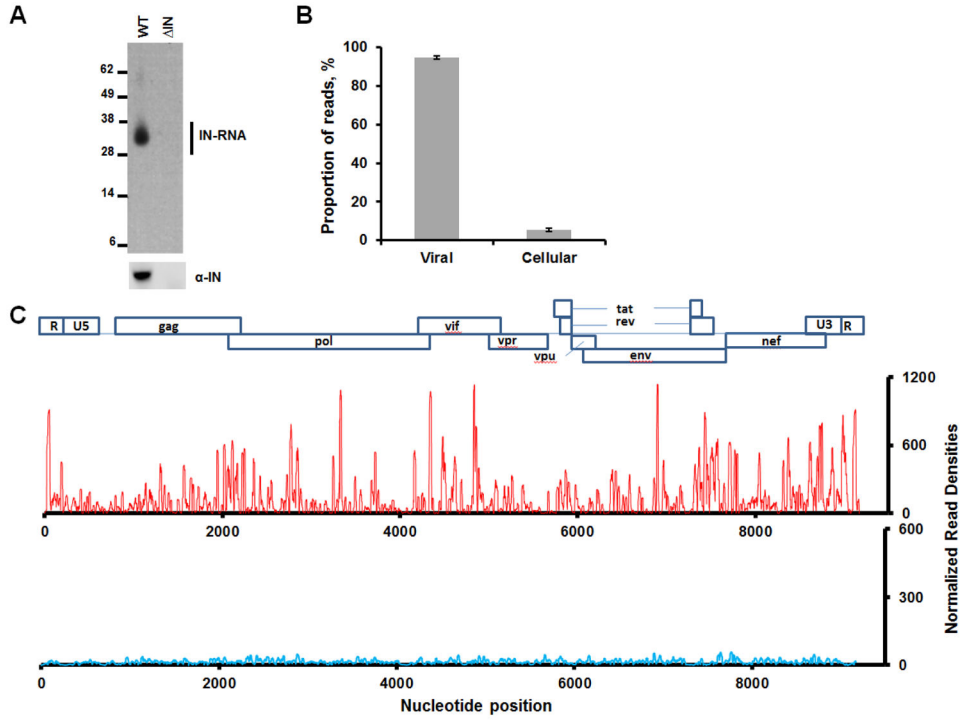 A
WT
ΔIN
62
49
38
28
14
6
IN-RNA
α-IN
B
Proportion of reads, %
100
80
60
40
20
0
Viral
Cellular
C
R
U5
gag
pol
vif
vpr
vpu
tat
rev
env
nef
U3
R
1200
600
0
0
2000
4000
6000
8000
600
300
0
0
2000
4000
6000
8000
Normalized Read Densities
Nucleotide position